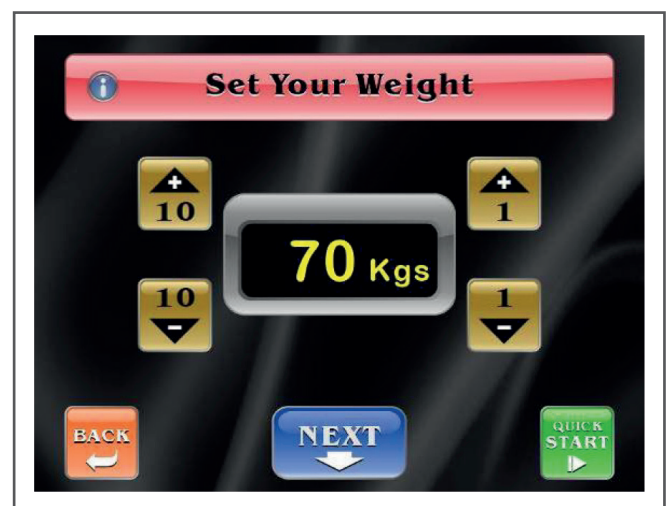 Set Your Weight
+
10
+
1
70 Kgs
10
-
1
-
BACK
NEXT
QUICK
START